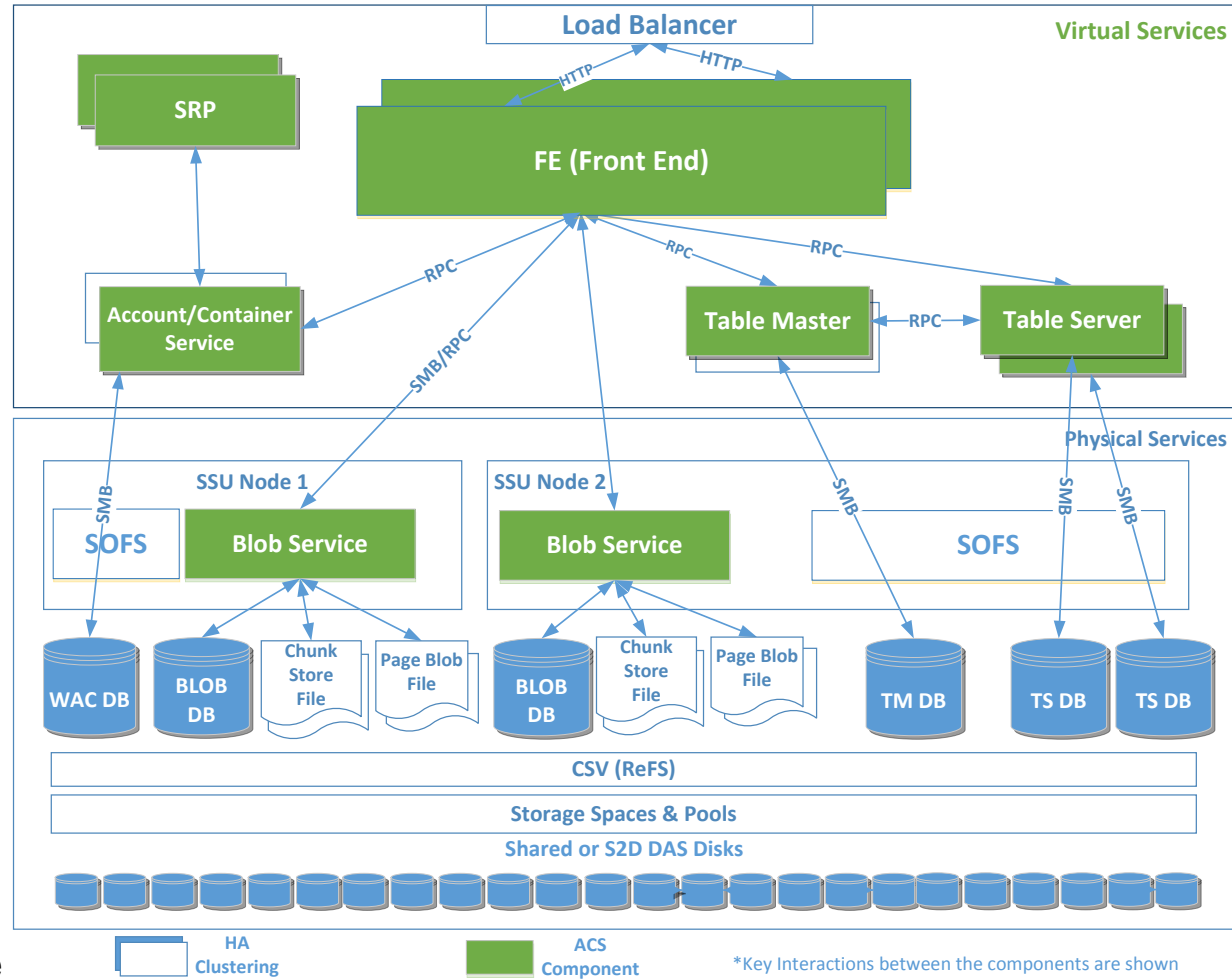 Load Balancer
Virtual Services
HTTP
HTTP
SRP
FE (Front End)
RPC
SMB/RPC
RPC
RPC
Account/Container
Service
Table Master
RPC
Table Server
Physical Services
SSU Node 1
SSU Node 2
SMB
SMB
SMB
SMB
SOFS
Blob Service
Blob Service
SOFS
WAC DB
BLOB
DB
Chunk
Store
File
Page Blob
File
BLOB
DB
Chunk
Store
File
Page Blob
File
TM DB
TS DB
TS DB
CSV (ReFS)
Storage Spaces & Pools
Shared or S2D DAS Disks
HA
Clustering
ACS
Component
*Key Interactions between the components are shown